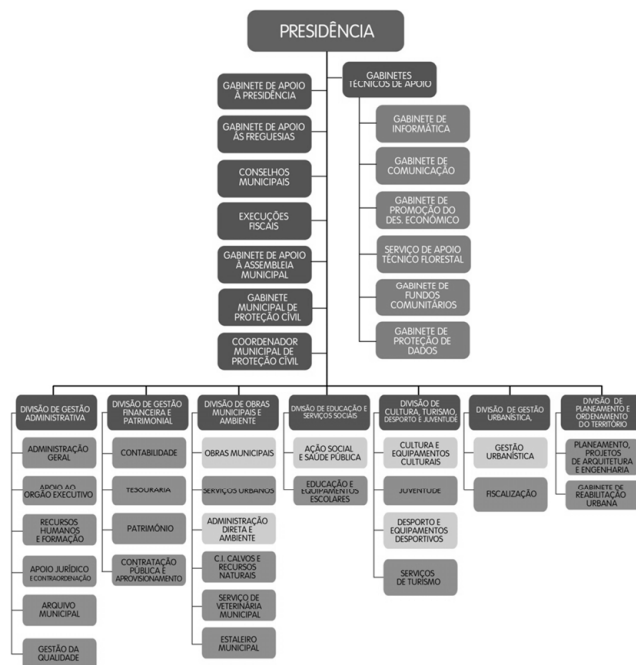 PRESIDÊNCIA
GABINETE DE APOIO
À PRESIDÊNCIA
GABINETE DE APOIO
ÀS FREGUESIAS
CONSELHOS
MUNICIPAIS
EXECUÇÕES
FISCAIS
GABINETE DE APOIO
À ASSEMBLEIA
MUNICIPAL
GABINETE
MUNICIPAL DE
PROTEÇÃO CÍVIL
COORDENADOR
MUNICIPAL DE
PROTEÇÃO CÍVIL
GABINETES
TÉCNICOS DE APOIO
GABINETE DE
INFORMÁTICA
GABINETE DE
COMUNICAÇÃO
GABINETE DE
PROMOÇÃO DO
DES. ECONÓMICO
SERVIÇO DE APOIO
TÉCNICO FLORESTAL
GABINETE DE
FUNDOS
COMUNITÁRIOS
GABINETE DE
PROTEÇÃO DE
DADOS
DIVISÃO DE GESTÃO
ADMINISTRATIVA
ADMINISTRAÇÃO
GERAL
APOIO AO
ORGÃO EXECUTIVO
RECURSOS
HUMANOS
E FORMAÇÃO
APOIO JURÍDICO
E CONTRAORDENAÇÃO
ARQUIVO
MUNICIPAL
GESTÃO DA
QUALIDADE
DIVISÃO DE GESTÃO
FINANCEIRA E
PATRIMONIAL
CONTABILIDADE
TESOURARIA
PATRIMÓNIO
CONTRATAÇÃO
PÚBLICA E
APROVISIONAMENTO
DIVISÃO DE OBRAS
MUNICIPAIS E
AMBIENTE
OBRAS MUNICIPAIS
SERVIÇOS URBANOS
ADMINISTRAÇÃO
DIRETA E
AMBIENTE
C.I. CALVOS E
RECURSOS
NATURAIS
SERVIÇO DE
VETERINÁRIA
MUNICIPAL
ESTALEIRO
MUNICIPAL
DIVISÃO DE EDUCAÇÃO E
SERVIÇOS SOCIAIS
AÇÃO SOCIAL
E SAÚDE PÚBLICA
EDUCAÇÃO E
EQUIPAMENTOS
ESCOLARES
DIVISÃO DE
CULTURA, TURISMO,
DESPORTO E JUVENTUDE
CULTURA E
EQUIPAMENTOS
CULTURAIS
JUVENTUDE
DESPORTO E
EQUIPAMENTOS
DESPORTIVOS
SERVIÇOS
DE TURISMO
DIVISÃO DE GESTÃO
URBANÍSTICA,
GESTÃO
URBANÍSTICA
FISCALIZAÇÃO
DIVISÃO DE
PLANEAMENTO E
ORDENAMENTO
DO TERRITÓRIO
PLANEAMENTO,
PROJETOS
DE ARQUITETURA
E ENGENHARIA
GABINETE DE
REABILITAÇÃO
URBANA